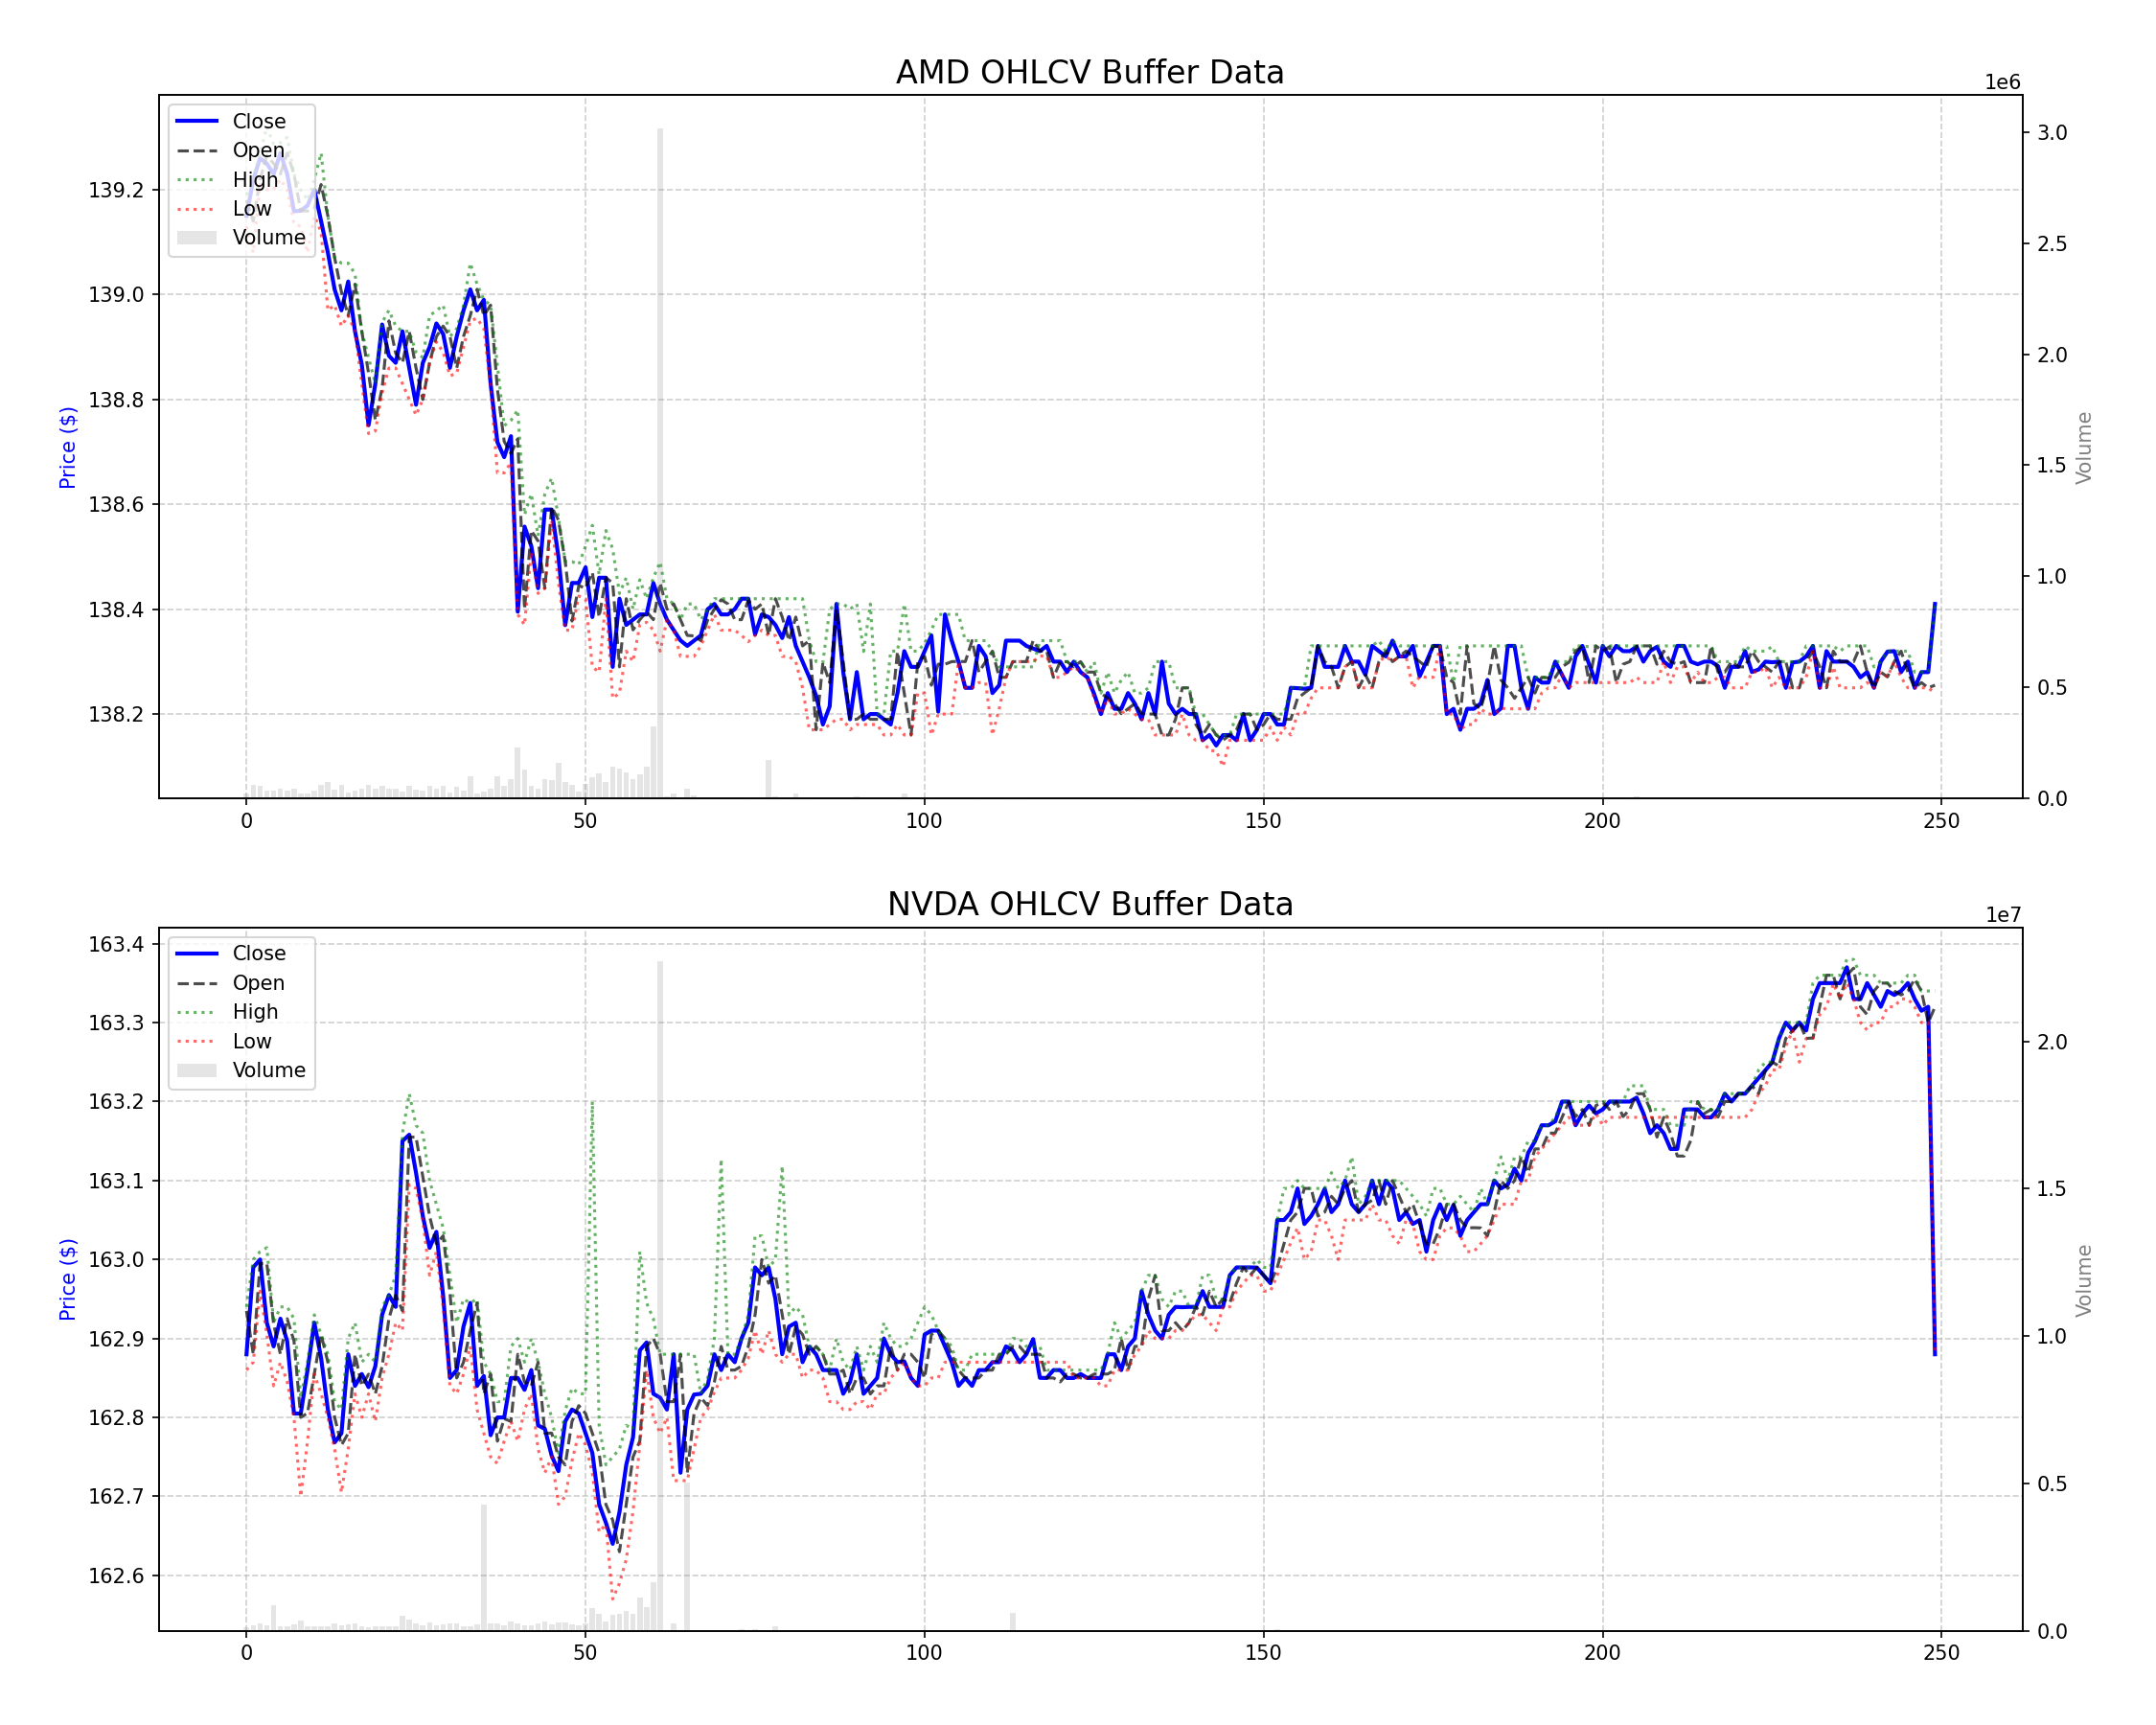 AMD OHLCV Buffer Data
1e6
Close
Open
High
Low
Volume
139.2
139.0
138.8
138.6
138.4
138.2
Price ($)
3.0
2.5
2.0
1.5
1.0
0.5
0.0
Volume
0 50 100 150 200 250
NVDA OHLCV Buffer Data
1e7
Close
Open
High
Low
Volume
163.4
163.3
163.2
163.1
163.0
162.9
162.8
162.7
162.6
Price ($)
2.0
1.5
1.0
0.5
0.0
Volume
0 50 100 150 200 250